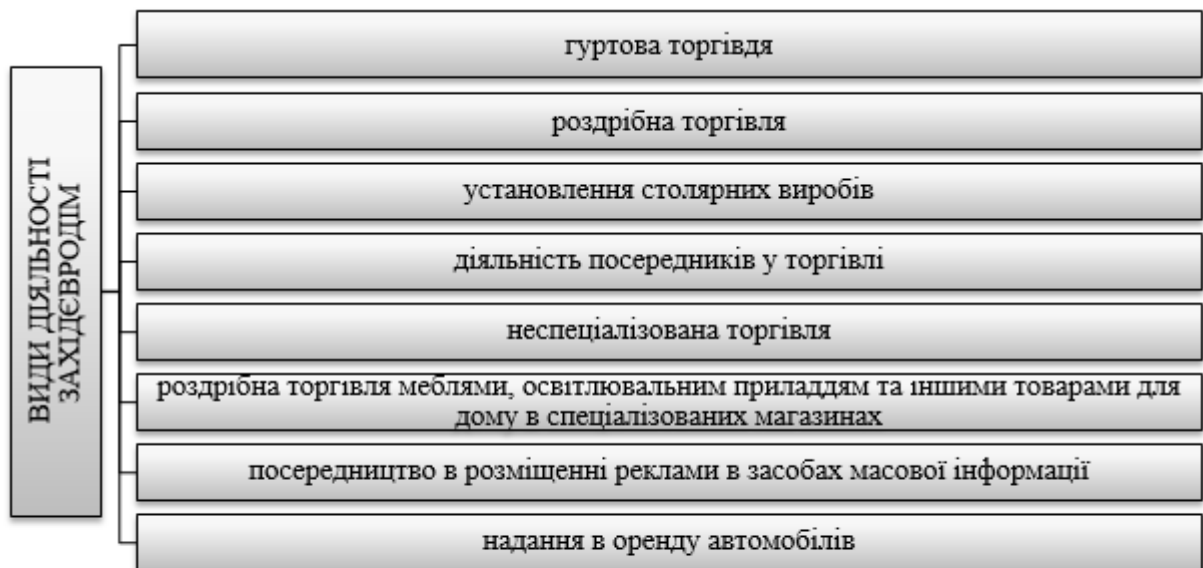 ВИДИ ДІЯЛЬНОСТІ
ЗАХІДЄВРОДІМ
гуртова торгівдя
роздрібна торгівля
установлення столярних виробів
діяльність посередників у торгівлі
неспеціалізована торгівля
роздрібна торгівля меблями, освітлювальним приладдям та іншими товарами для
дому в спеціалізованих магазинах
посередництво в розміщенні реклами в засобах масової інформації
надання в оренду автомобілів